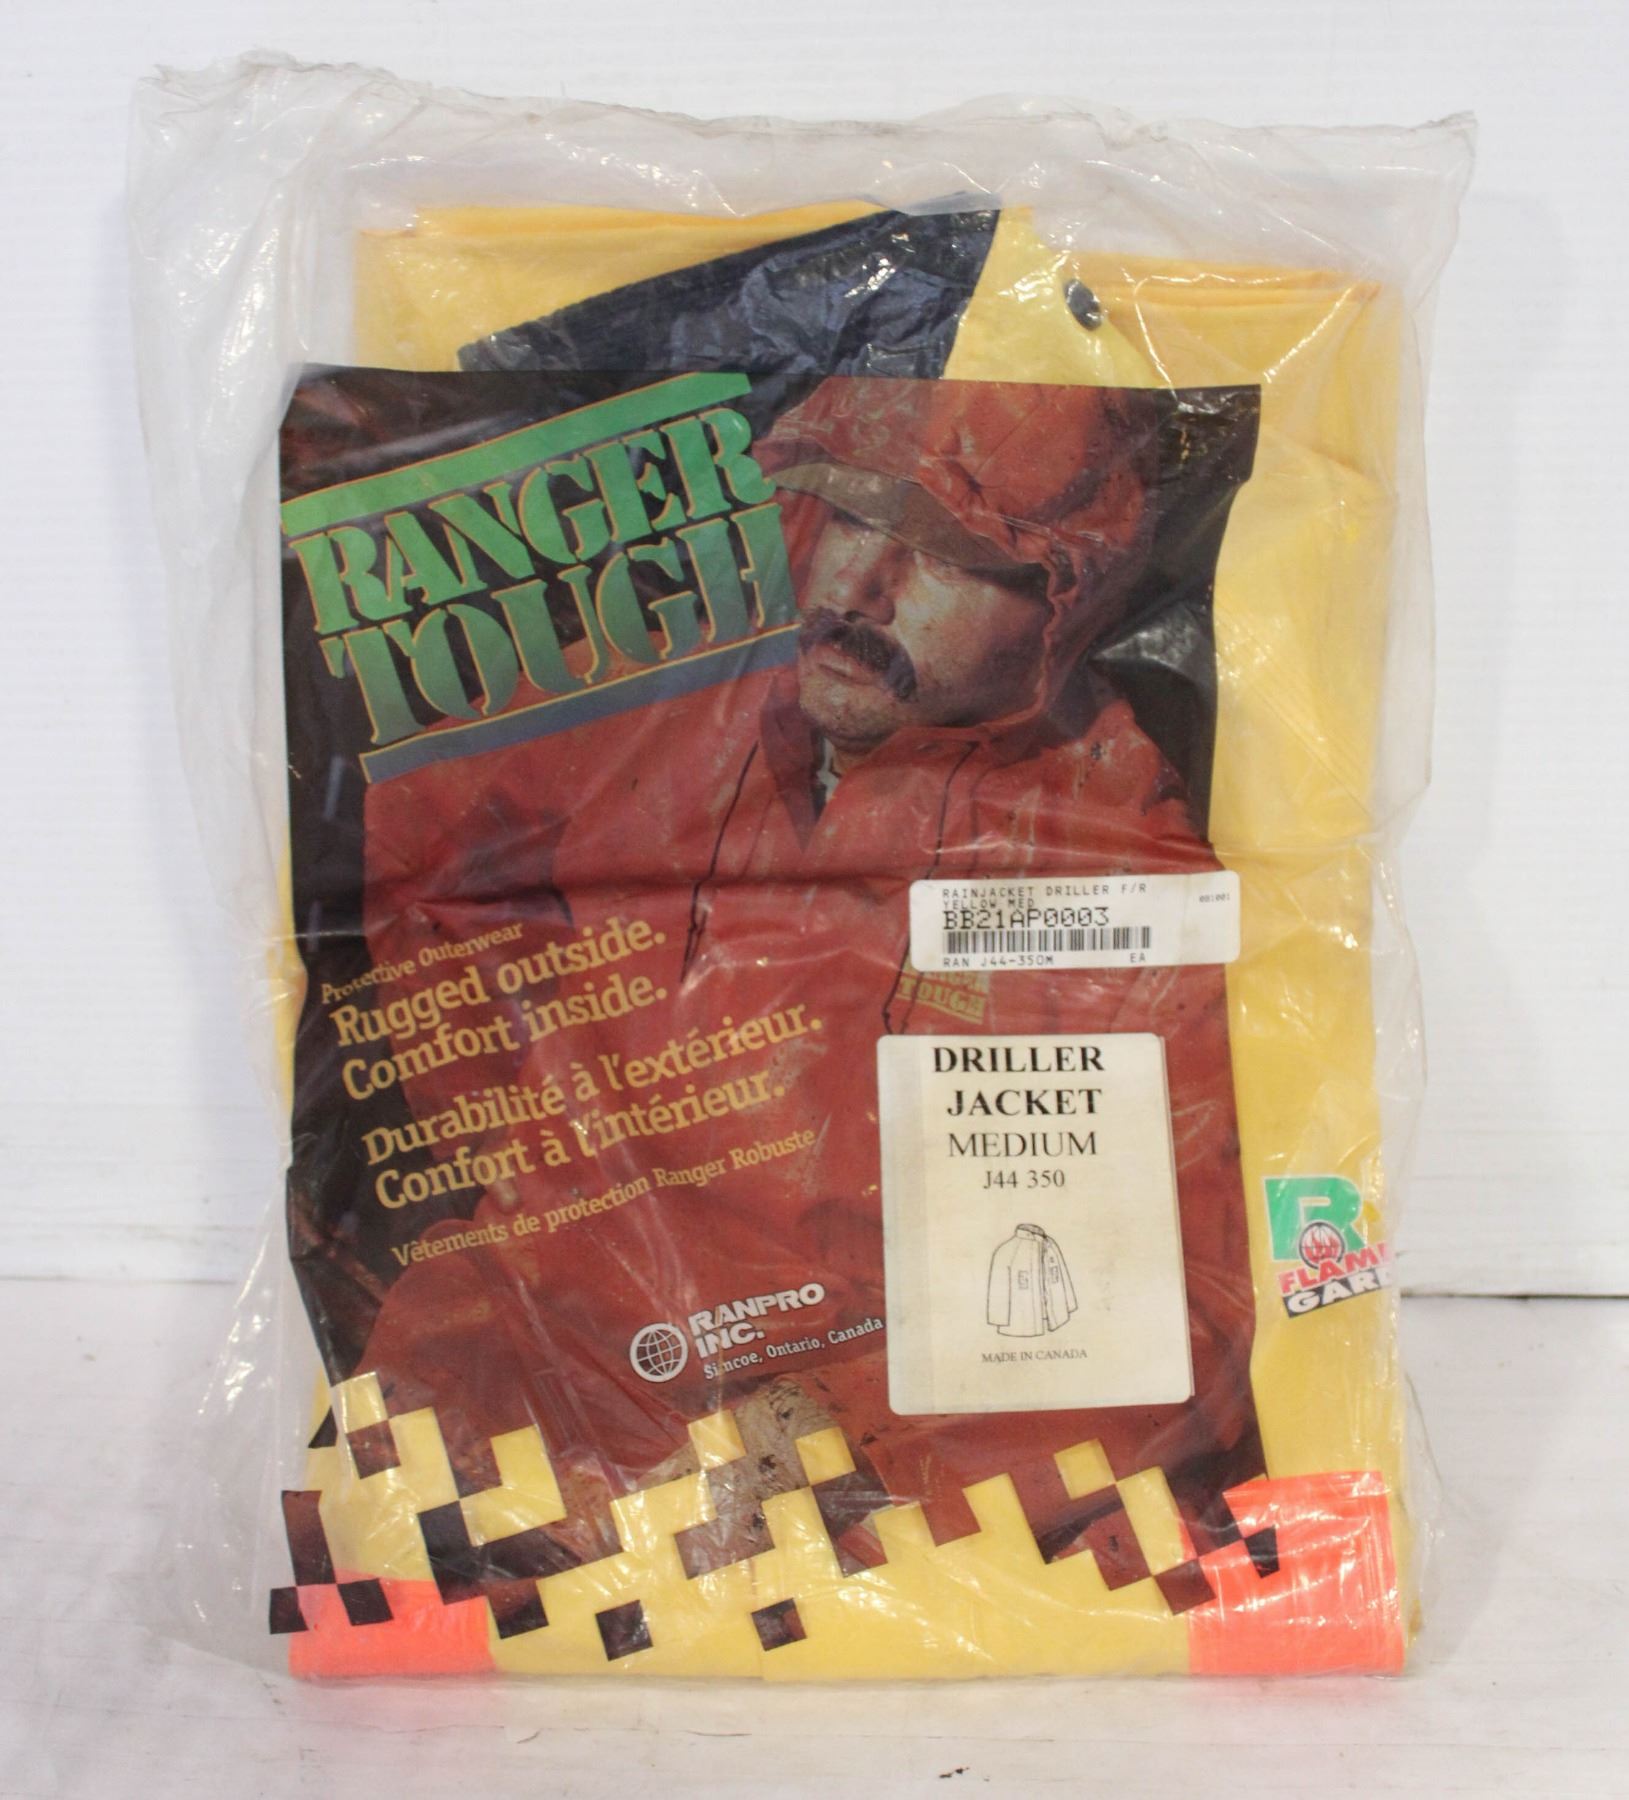 RANGER
TOUGH
RAINJACKET DRILLER F/R
YELLOW MED
001001
BB21AP0003
RAN J44-350M EA
TOUGH
Protective Outerwear
Rugged outside.
Comfort inside.
Durabilité à l'extérieur.
Confort à l'intérieur.
Vêtements de protection Ranger Robuste
DRILLER
JACKET
MEDIUM
J44 350
MADE IN CANADA
RANPRO
INC.
Simcoe, Ontario, Canada
R